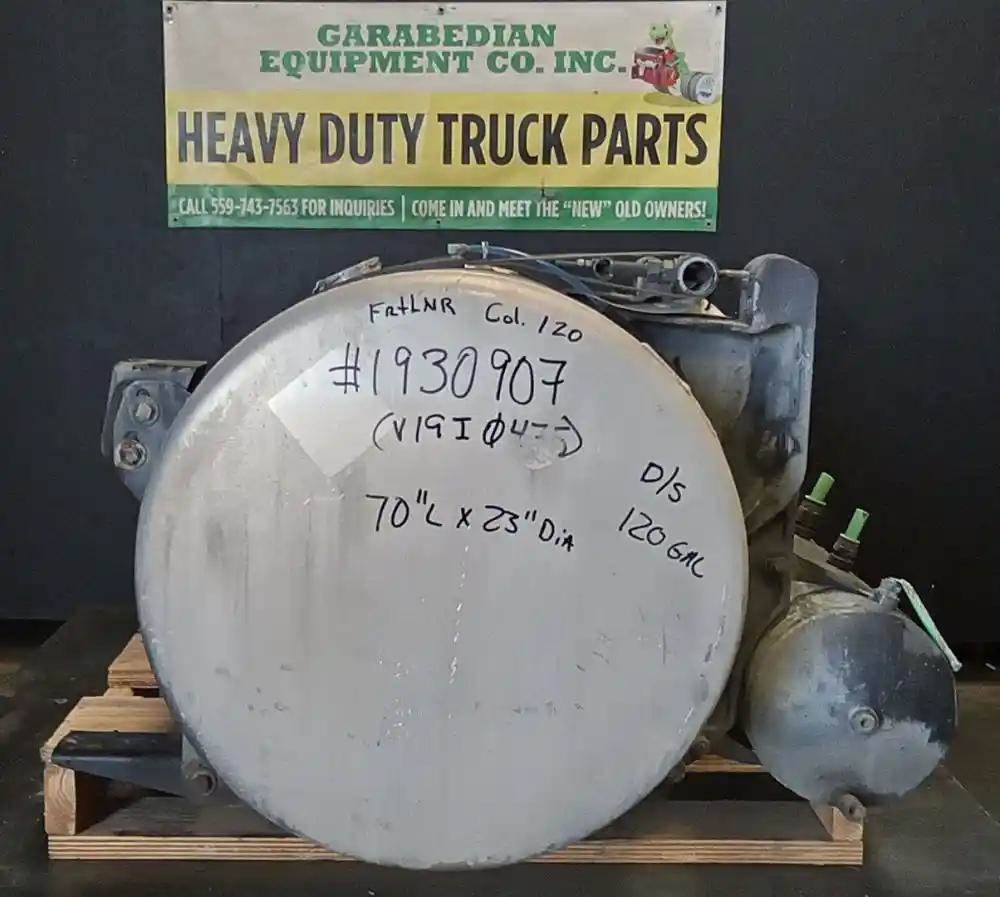 GARABEDIAN
EQUIPMENT CO. INC.
HEAVY DUTY TRUCK PARTS
CALL 559-743-7563 FOR INQUIRIES | COME IN AND MEET THE "NEW" OLD OWNERS!
FRtLNR Col. 120
#1930907
70"L x 23"DiA
D/S
120 GAL